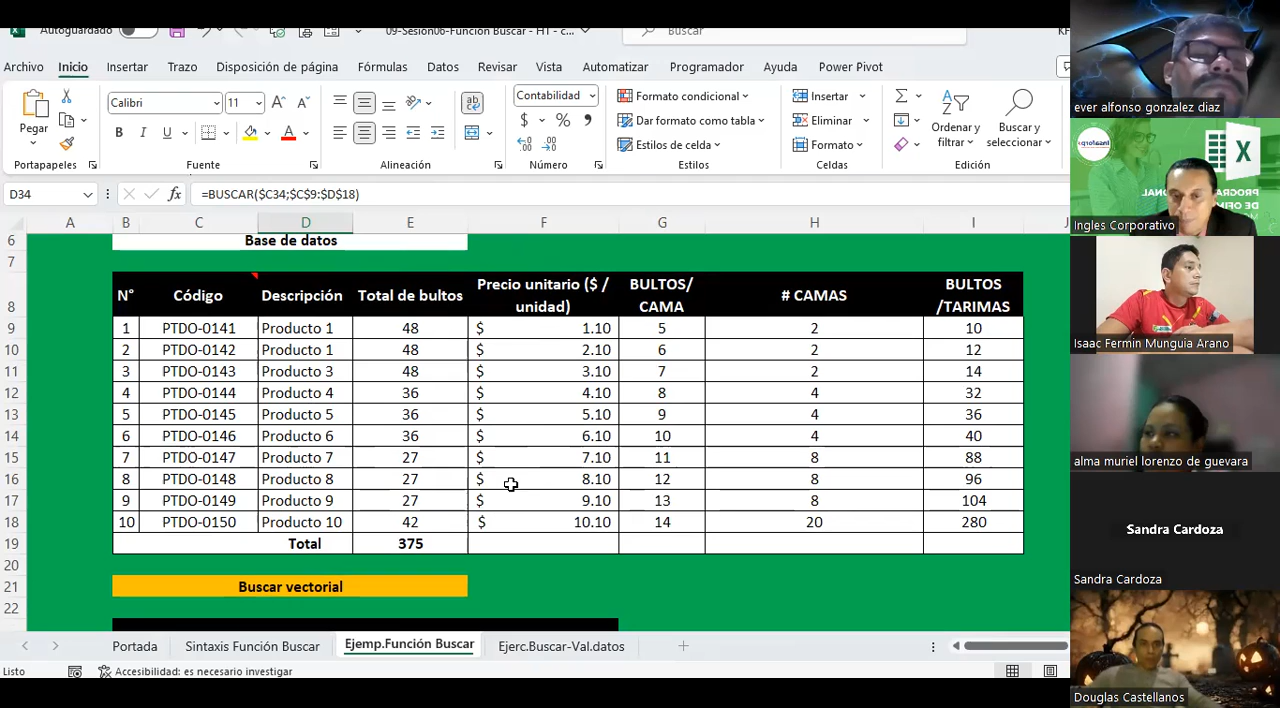 Autoguardado
09-Sesión06-Función Buscar - HT - c...
Buscar
Archivo Inicio Insertar Trazo Disposición de página Fórmulas Datos Revisar Vista Automatizar Programador Ayuda Power Pivot
Pegar
Calibri 11
Contabilidad
Formato condicional
Dar formato como tabla
Estilos de celda
Insertar
Eliminar
Formato
Ordenar y filtrar
Buscar y seleccionar
Portapapeles Fuente Alineación Número Estilos Celdas Edición
D34 fx =BUSCAR($C34;$C$9:$D$18)
A B C D E F G H I
6 Base de datos
7
8 N° Código Descripción Total de bultos Precio unitario ($ / unidad) BULTOS/ CAMA # CAMAS BULTOS /TARIMAS
9 1 PTDO-0141 Producto 1 48 $ 1.10 5 2 10
10 2 PTDO-0142 Producto 1 48 $ 2.10 6 2 12
11 3 PTDO-0143 Producto 3 48 $ 3.10 7 2 14
12 4 PTDO-0144 Producto 4 36 $ 4.10 8 4 32
13 5 PTDO-0145 Producto 5 36 $ 5.10 9 4 36
14 6 PTDO-0146 Producto 6 36 $ 6.10 10 4 40
15 7 PTDO-0147 Producto 7 27 $ 7.10 11 8 88
16 8 PTDO-0148 Producto 8 27 $ 8.10 12 8 96
17 9 PTDO-0149 Producto 9 27 $ 9.10 13 8 104
18 10 PTDO-0150 Producto 10 42 $ 10.10 14 20 280
19 Total 375
20
21 Buscar vectorial
22
Portada Sintaxis Función Buscar Ejemp.Función Buscar Ejerc.Buscar-Val.datos
Listo Accesibilidad: es necesario investigar
ever alfonso gonzalez diaz
Ingles Corporativo
Isaac Fermin Munguia Arano
alma muriel lorenzo de guevara
Sandra Cardoza
Sandra Cardoza
Douglas Castellanos